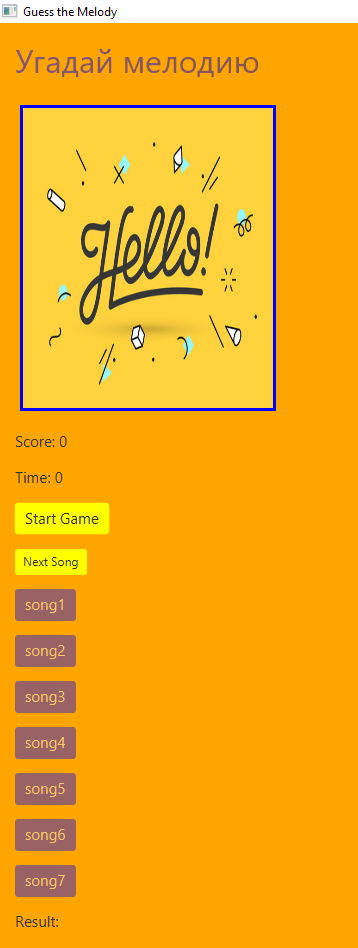 Guess the Melody
Угадай мелодию
Hello!
Score: 0
Time: 0
Start Game
Next Song
song1
song2
song3
song4
song5
song6
song7
Result: